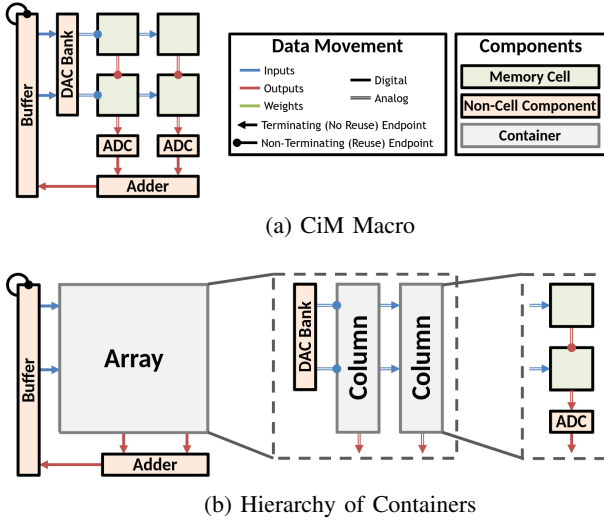 Buffer
DAC Bank
ADC
ADC
Adder
Data Movement
Inputs
Outputs
Weights
Digital
Analog
Terminating (No Reuse) Endpoint
Non-Terminating (Reuse) Endpoint
Components
Memory Cell
Non-Cell Component
Container
(a) CiM Macro
Buffer
Array
Adder
DAC Bank
Column
Column
ADC
(b) Hierarchy of Containers